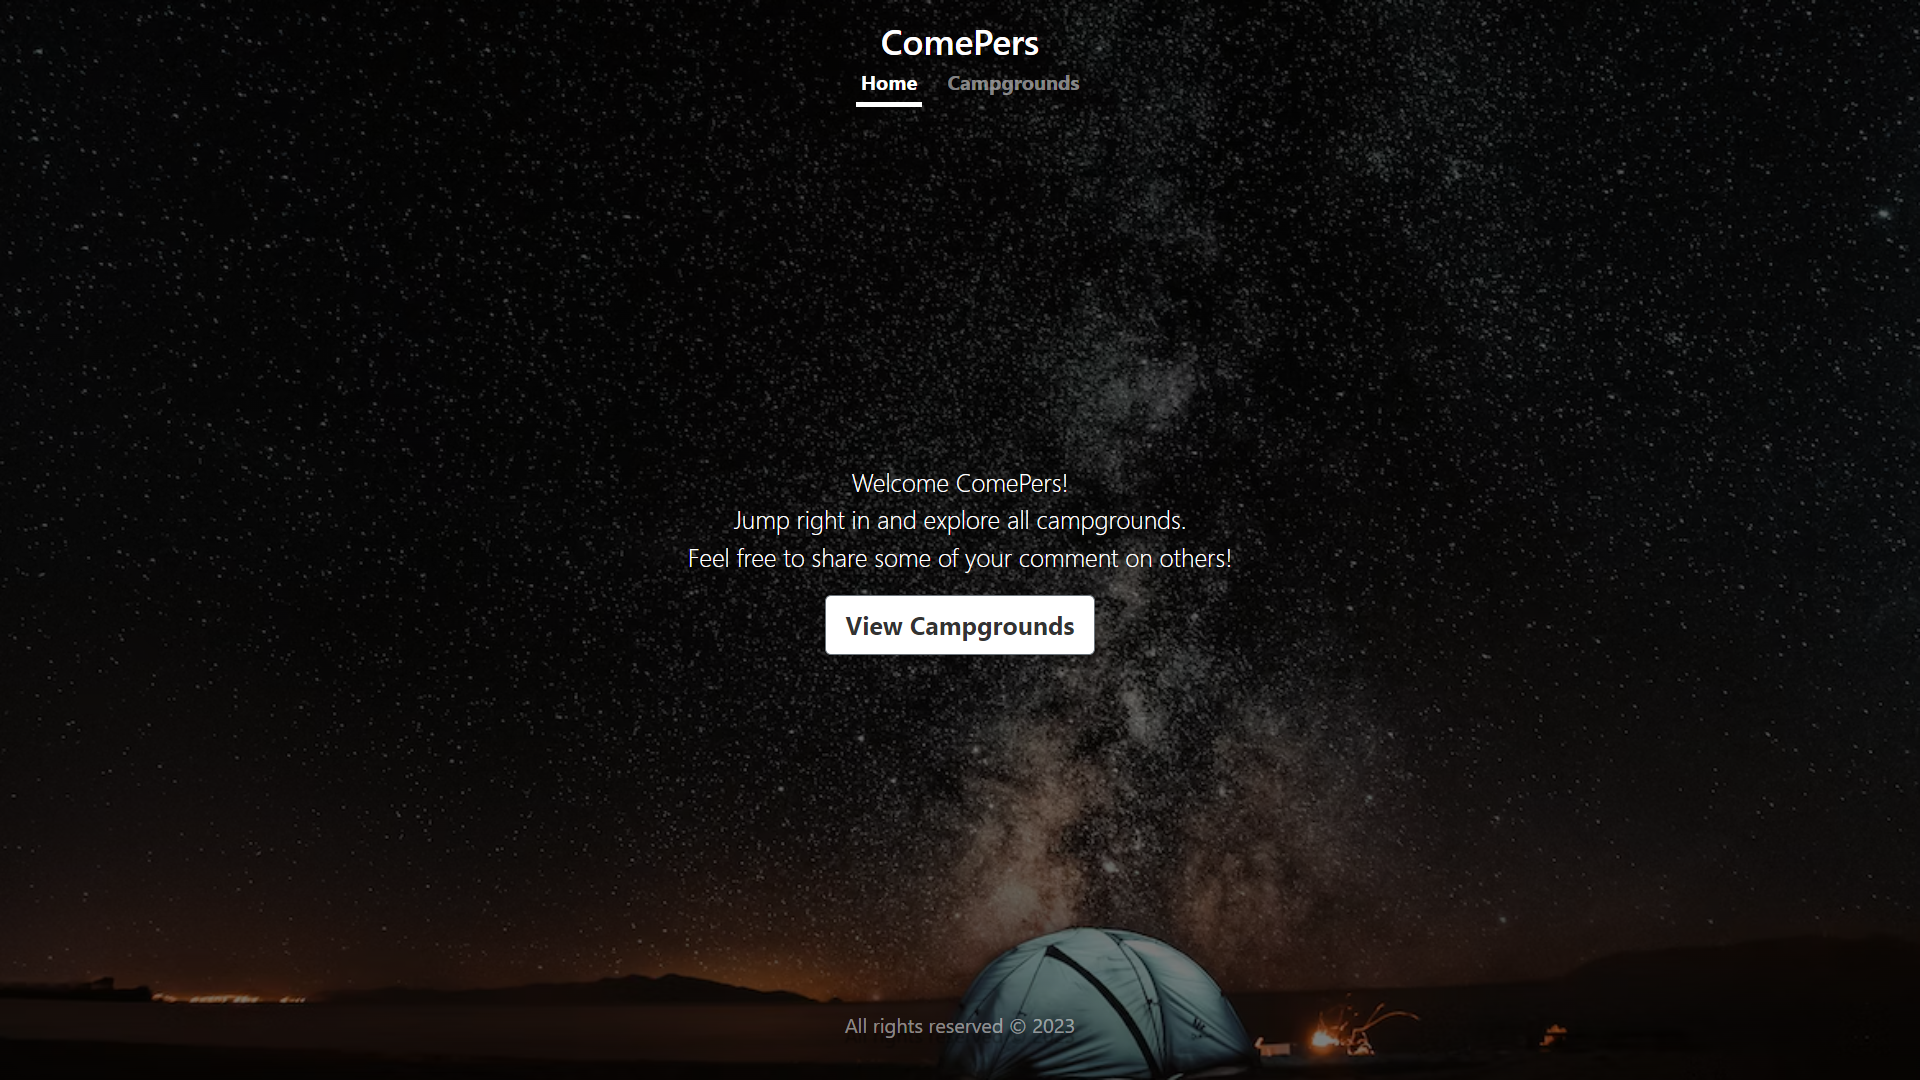 ComePers
Home Campgrounds
Welcome ComePers!
Jump right in and explore all campgrounds.
Feel free to share some of your comment on others!
View Campgrounds
All rights reserved © 2023